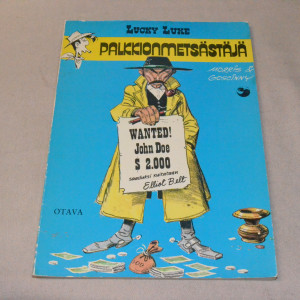 LUCKY LUKE
PALKKIONMETSÄSTÄJÄ
MORRIS &
GOSCINNY
WANTED!
John Doe
$ 2.000
Elliot Belt
OTAVA